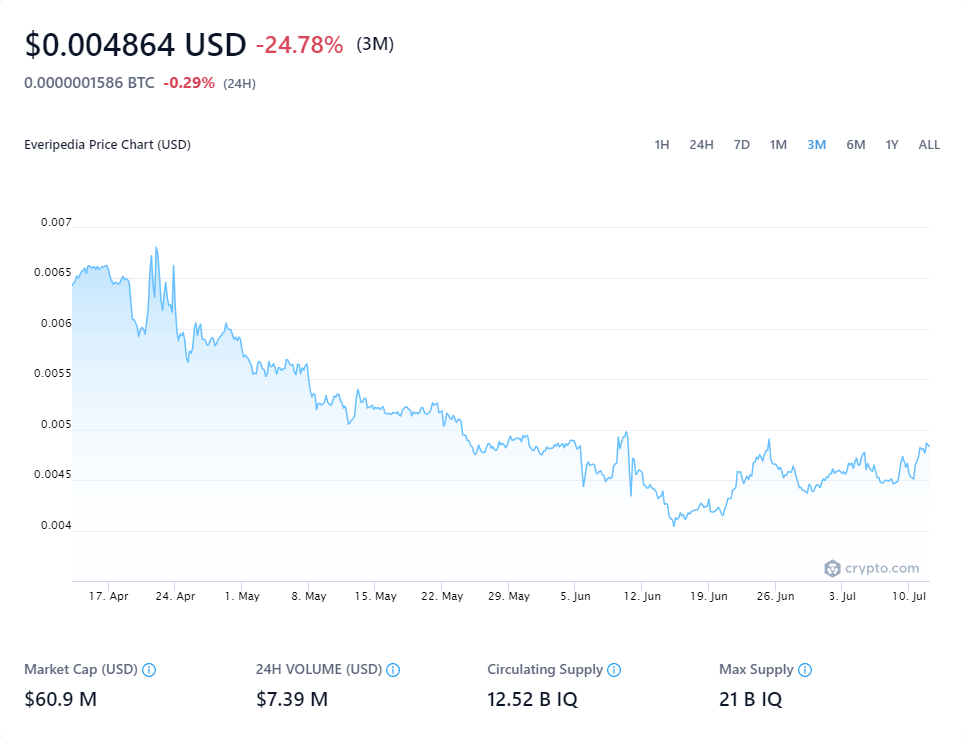 $0.004864 USD -24.78% (3M)
0.0000001586 BTC -0.29% (24H)
Everipedia Price Chart (USD) 1H 24H 7D 1M 3M 6M 1Y ALL
0.007
0.0065
0.006
0.0055
0.005
0.0045
0.004
crypto.com
17. Apr 24. Apr 1. May 8. May 15. May 22. May 29. May 5. Jun 12. Jun 19. Jun 26. Jun 3. Jul 10. Jul
Market Cap (USD) 24H VOLUME (USD) Circulating Supply Max Supply
$60.9 M $7.39 M 12.52 B IQ 21 B IQ